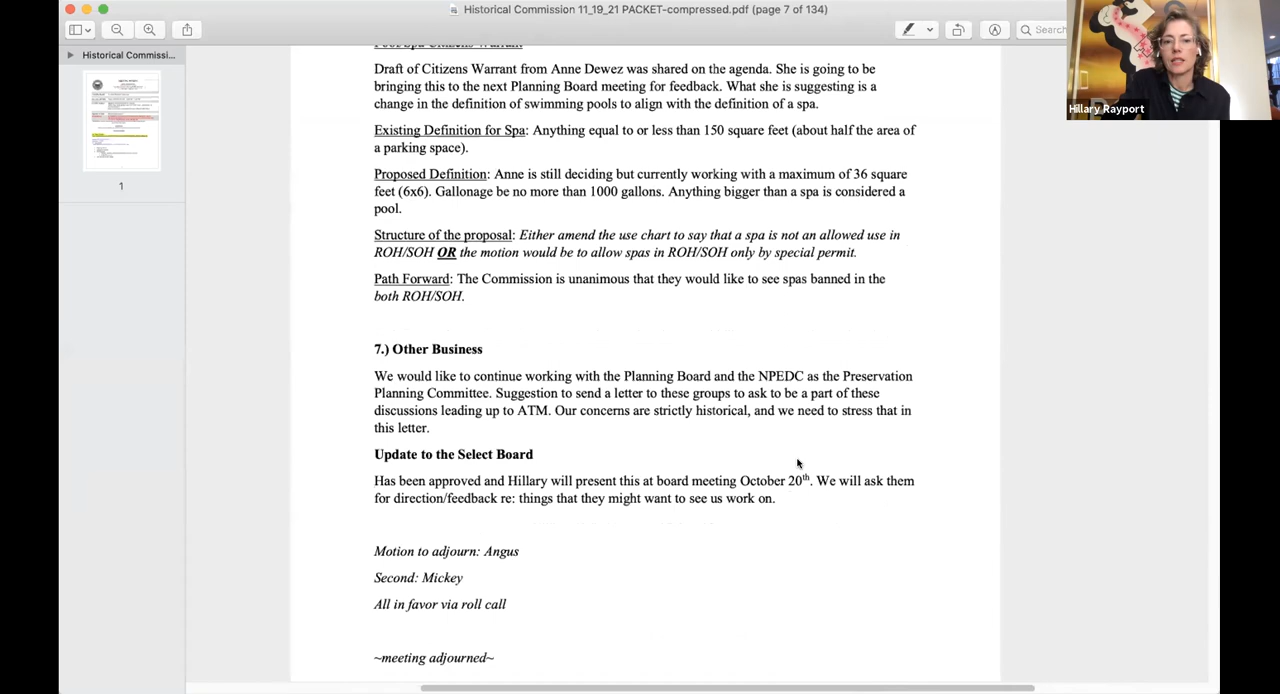 Historical Commission 11_19_21 PACKET-compressed.pdf (page 7 of 134)
Search
Historical Commissi...
1
Hillary Rayport
Pool/Spa Citizens Warrant
Draft of Citizens Warrant from Anne Dewez was shared on the agenda. She is going to be
bringing this to the next Planning Board meeting for feedback. What she is suggesting is a
change in the definition of swimming pools to align with the definition of a spa.
Existing Definition for Spa: Anything equal to or less than 150 square feet (about half the area of
a parking space).
Proposed Definition: Anne is still deciding but currently working with a maximum of 36 square
feet (6x6). Gallonage be no more than 1000 gallons. Anything bigger than a spa is considered a
pool.
Structure of the proposal: Either amend the use chart to say that a spa is not an allowed use in
ROH/SOH OR the motion would be to allow spas in ROH/SOH only by special permit.
Path Forward: The Commission is unanimous that they would like to see spas banned in the
both ROH/SOH.
7.) Other Business
We would like to continue working with the Planning Board and the NPEDC as the Preservation
Planning Committee. Suggestion to send a letter to these groups to ask to be a part of these
discussions leading up to ATM. Our concerns are strictly historical, and we need to stress that in
this letter.
Update to the Select Board
Has been approved and Hillary will present this at board meeting October 20th. We will ask them
for direction/feedback re: things that they might want to see us work on.
Motion to adjourn: Angus
Second: Mickey
All in favor via roll call
~meeting adjourned~